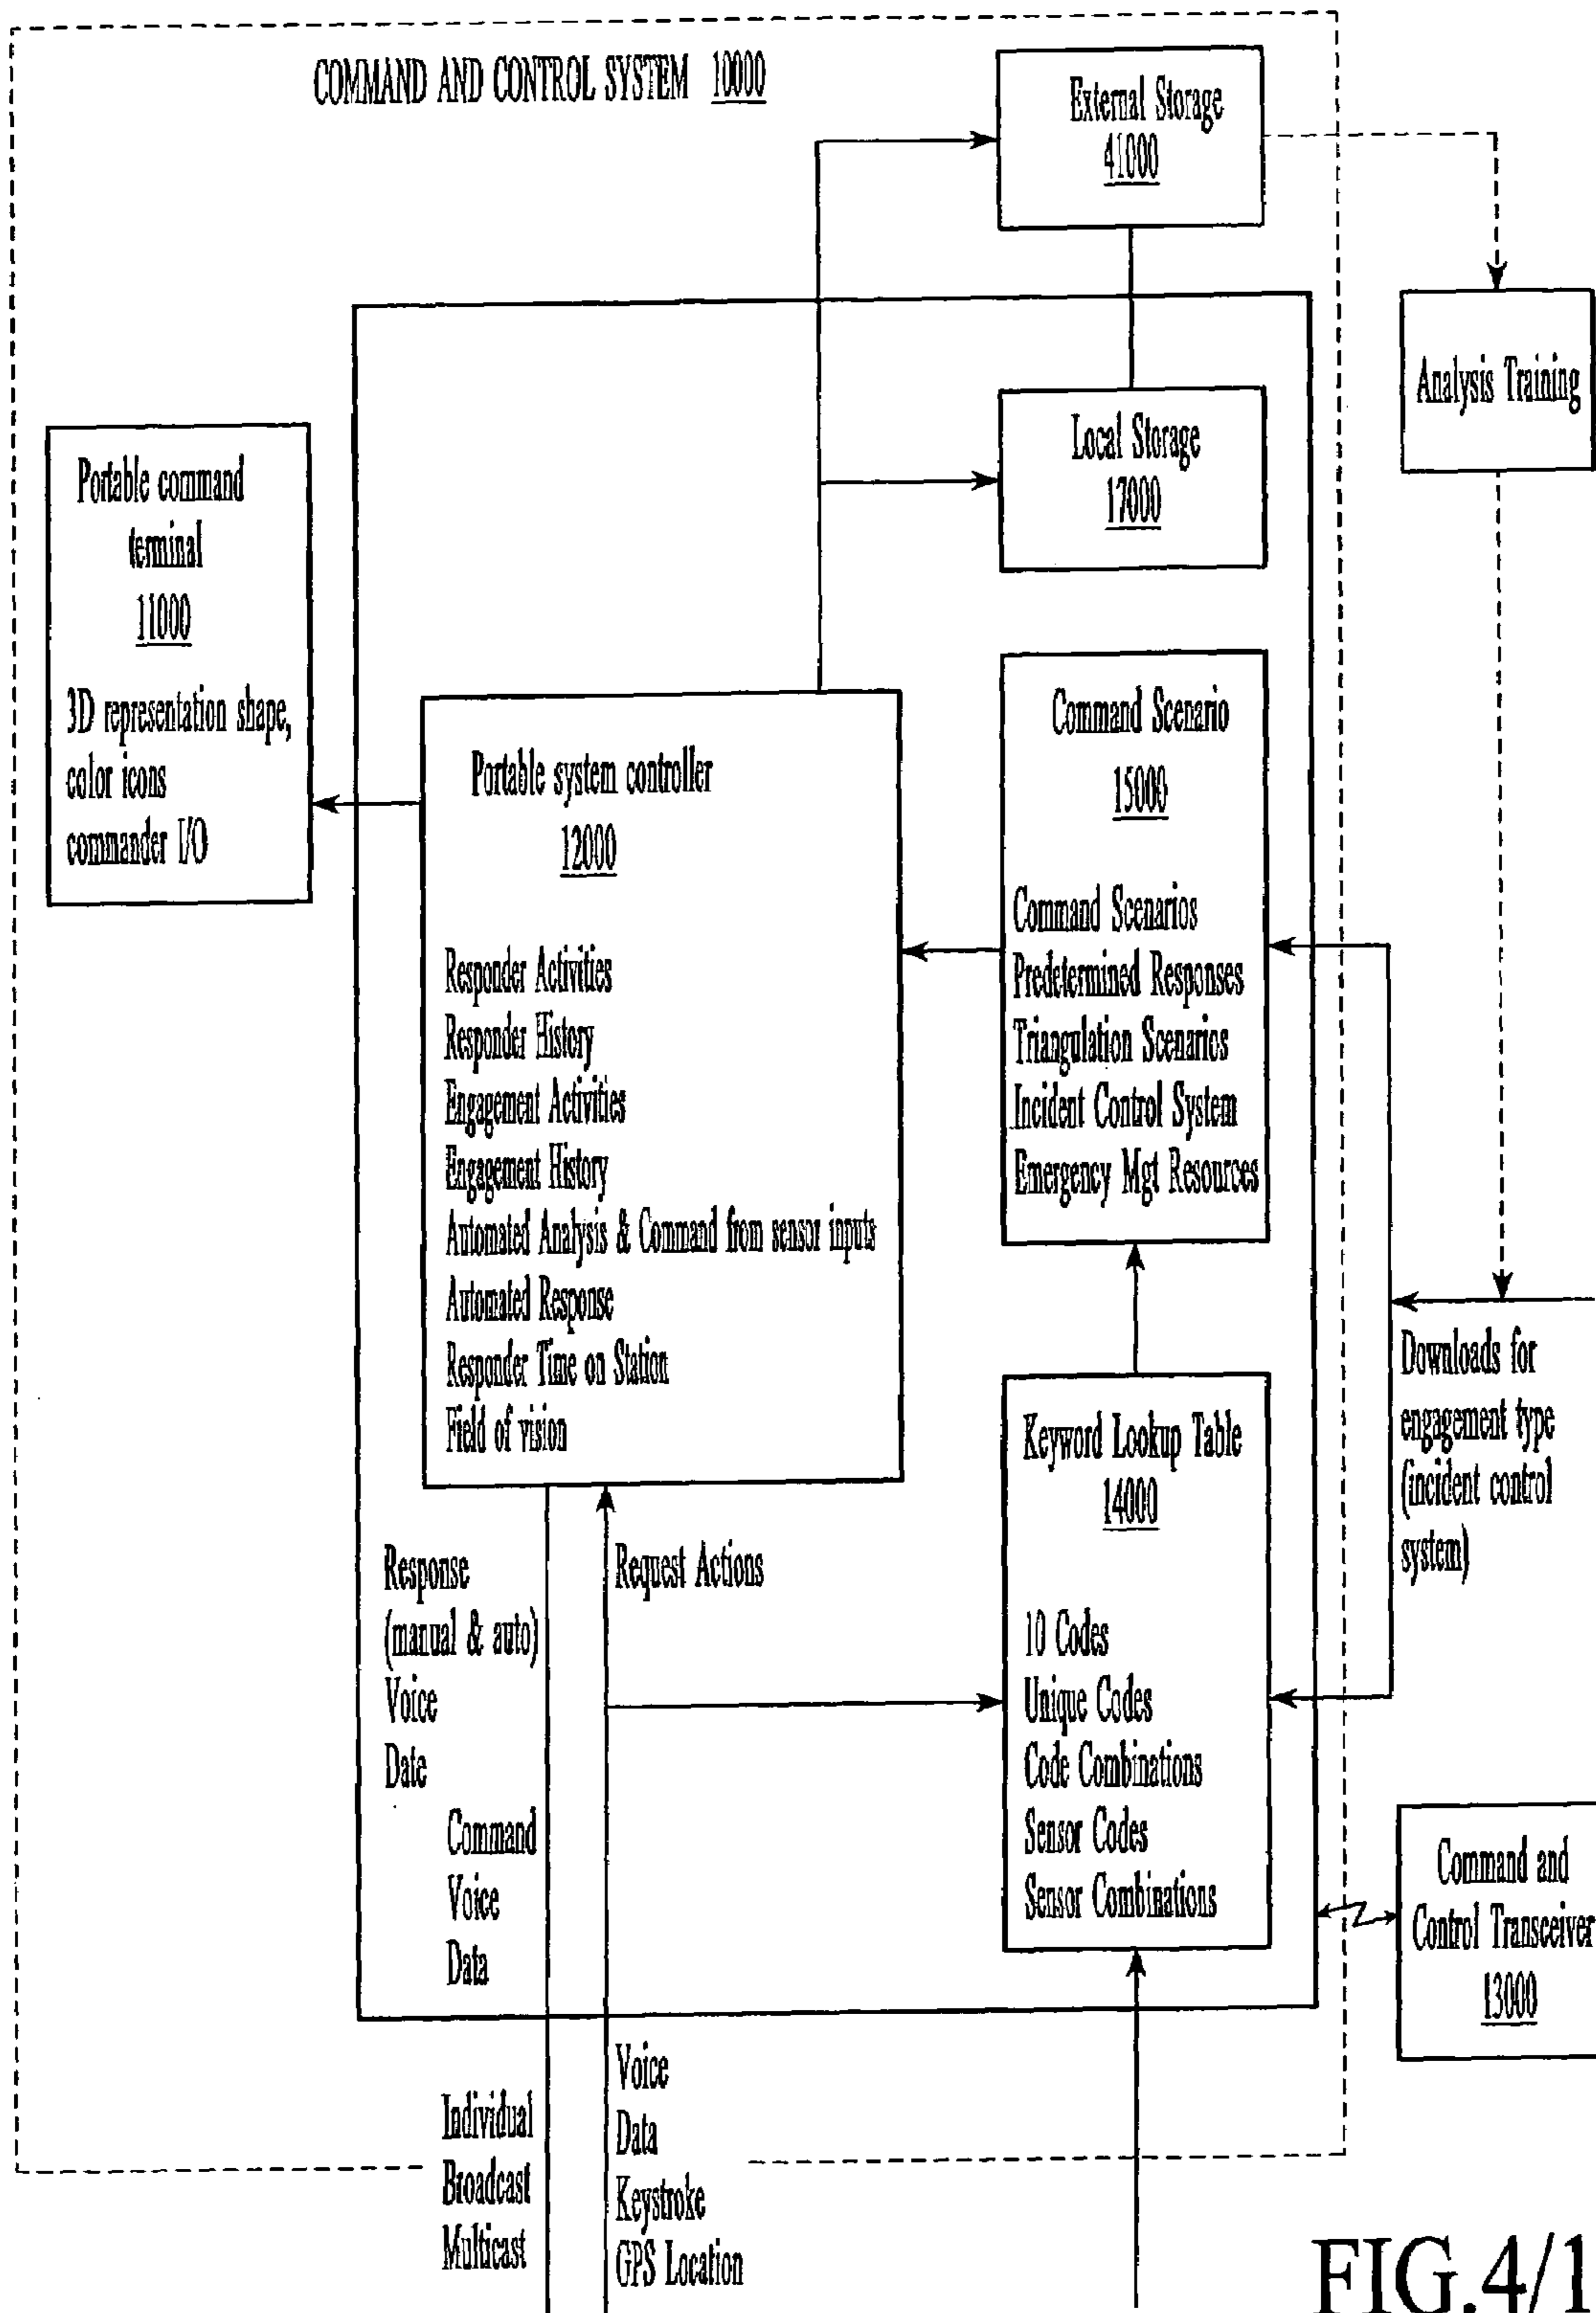 COMMAND AND CONTROL SYSTEM 10000
External Storage
41000
Analysis Training
Local Storage
17000
Portable command
terminal
11000
3D representation shape,
color icons
commander I/O
Portable system controller
12000
Responder Activities
Responder History
Engagement Activities
Engagement History
Automated Analysis & Command from sensor inputs
Automated Response
Responder Time on Station
Field of vision
Command Scenario
15000
Command Scenarios
Predetermined Responses
Triangulation Scenarios
Incident Control System
Emergency Mgt Resources
Downloads for
engagement type
(incident control
system)
Keyword Lookup Table
14000
10 Codes
Unique Codes
Code Combinations
Sensor Codes
Sensor Combinations
Response
(manual & auto)
Voice
Date
Request Actions
Command
Voice
Data
Command and
Control Transceiver
13000
Individual
Broadcast
Multicast
Voice
Data
Keystroke
GPS Location
FIG.4/1